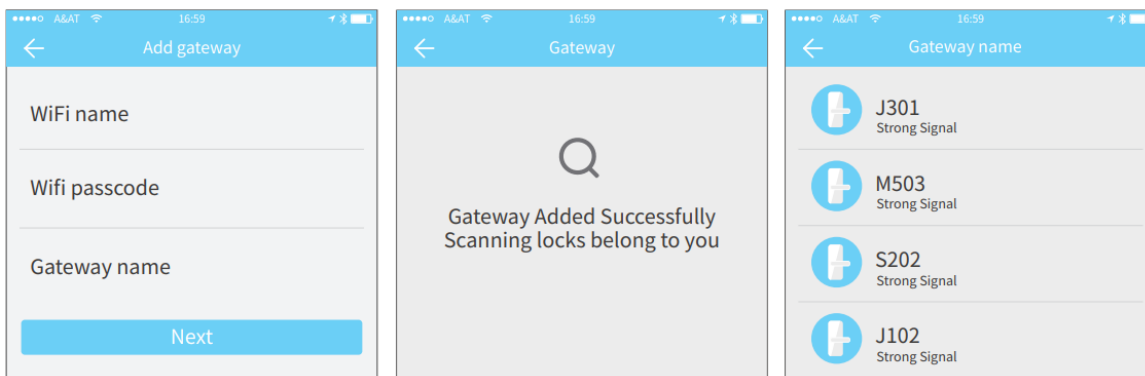 A&AT 16:59
Add gateway
WiFi name
Wifi passcode
Gateway name
Next
A&AT 16:59
Gateway
Gateway Added Successfully
Scanning locks belong to you
A&AT 16:59
Gateway name
J301
Strong Signal
M503
Strong Signal
S202
Strong Signal
J102
Strong Signal